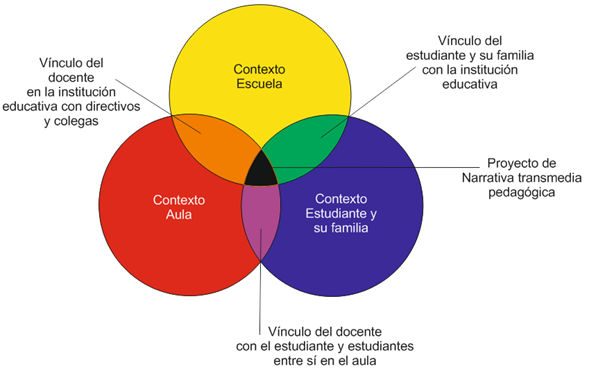 Contexto
Escuela
Vínculo del
docente
en la institución
educativa con directivos
y colegas
Vínculo del
estudiante y su familia
con la institución
educativa
Proyecto de
Narrativa transmedia
pedagógica
Contexto
Aula
Contexto
Estudiante y
su familia
Vínculo del docente
con el estudiante y estudiantes
entre sí en el aula